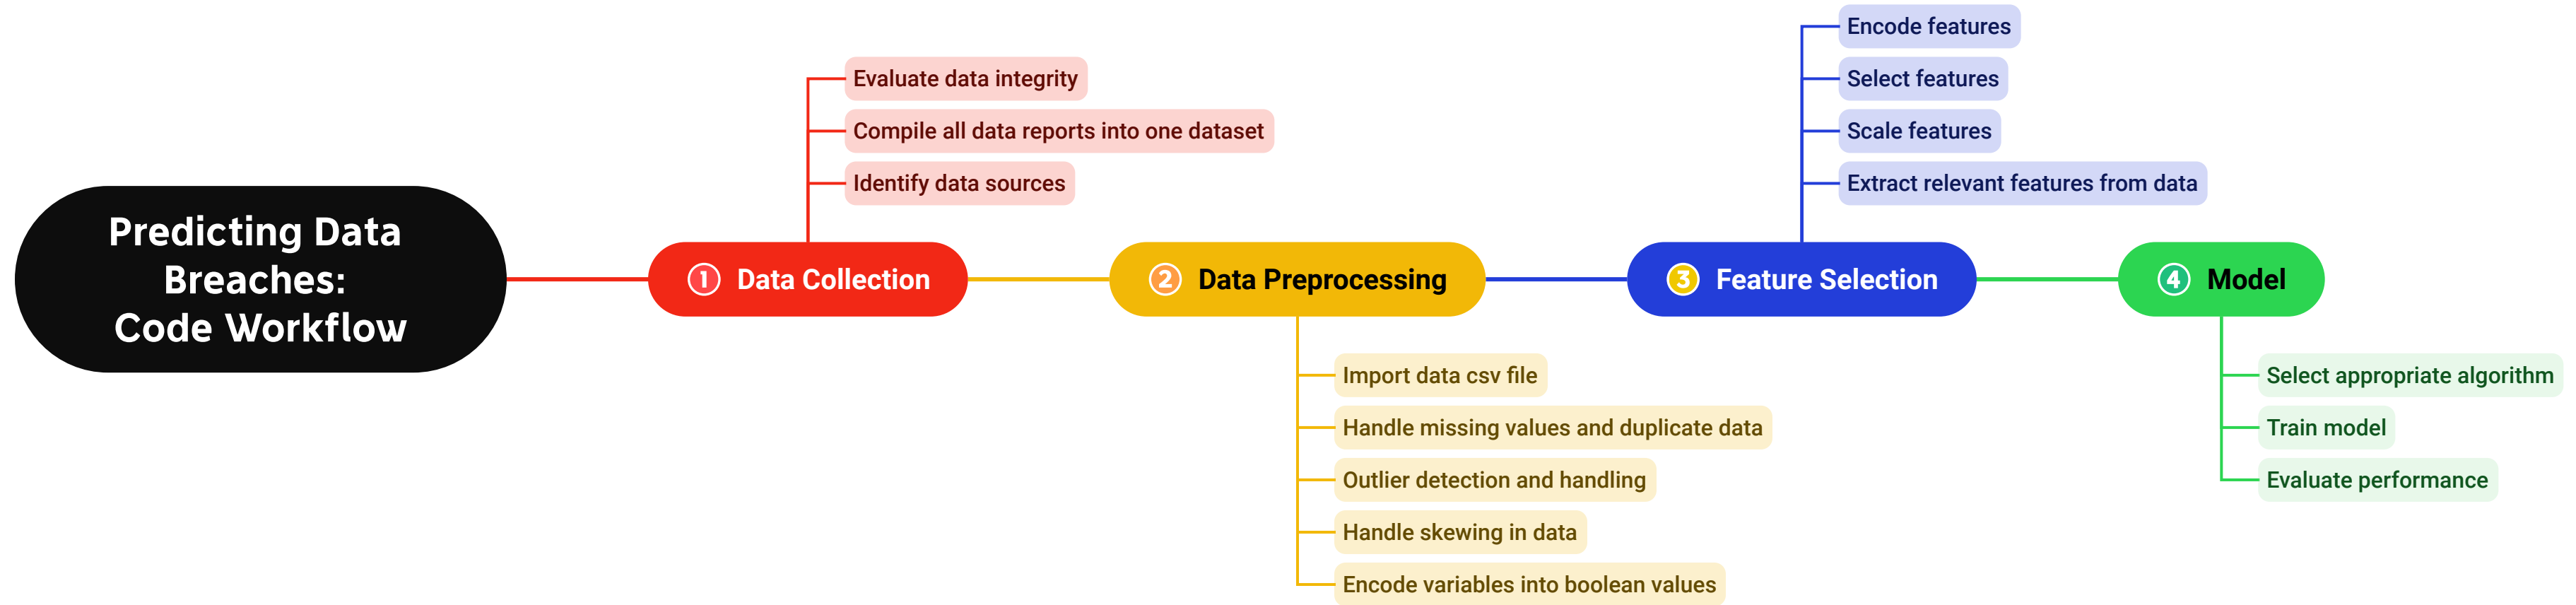 Predicting Data
Breaches:
Code Workflow
Evaluate data integrity
Compile all data reports into one dataset
Identify data sources
1 Data Collection
2 Data Preprocessing
Import data csv file
Handle missing values and duplicate data
Outlier detection and handling
Handle skewing in data
Encode variables into boolean values
Encode features
Select features
Scale features
Extract relevant features from data
3 Feature Selection
4 Model
Select appropriate algorithm
Train model
Evaluate performance